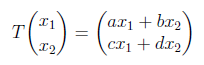 T(x₁
x₂) = (ax₁ + bx₂
cx₁ + dx₂)